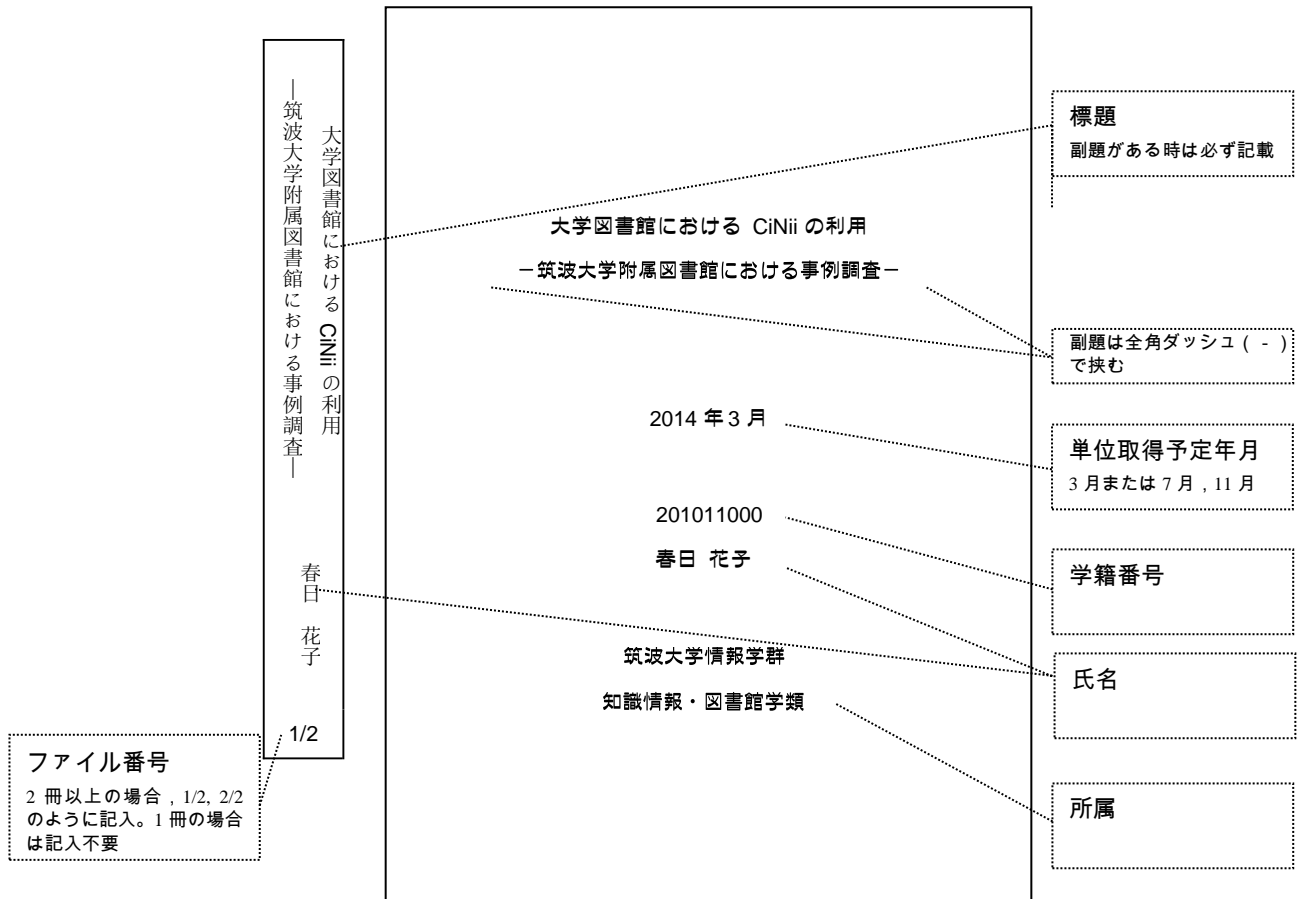 大学図書館における CiNii の利用
―筑波大学附属図書館における事例調査―
春日 花子
1/2
ファイル番号
2 冊以上の場合 , 1/2, 2/2
のように記入。1 冊の場合
は記入不要
大学図書館における CiNii の利用
－筑波大学附属図書館における事例調査－
2014 年 3 月
201011000
春日 花子
筑波大学情報学群
知識情報・図書館学類
標題
副題がある時は必ず記載
副題は全角ダッシュ ( - )
で挟む
単位取得予定年月
3 月または 7 月 , 11 月
学籍番号
氏名
所属